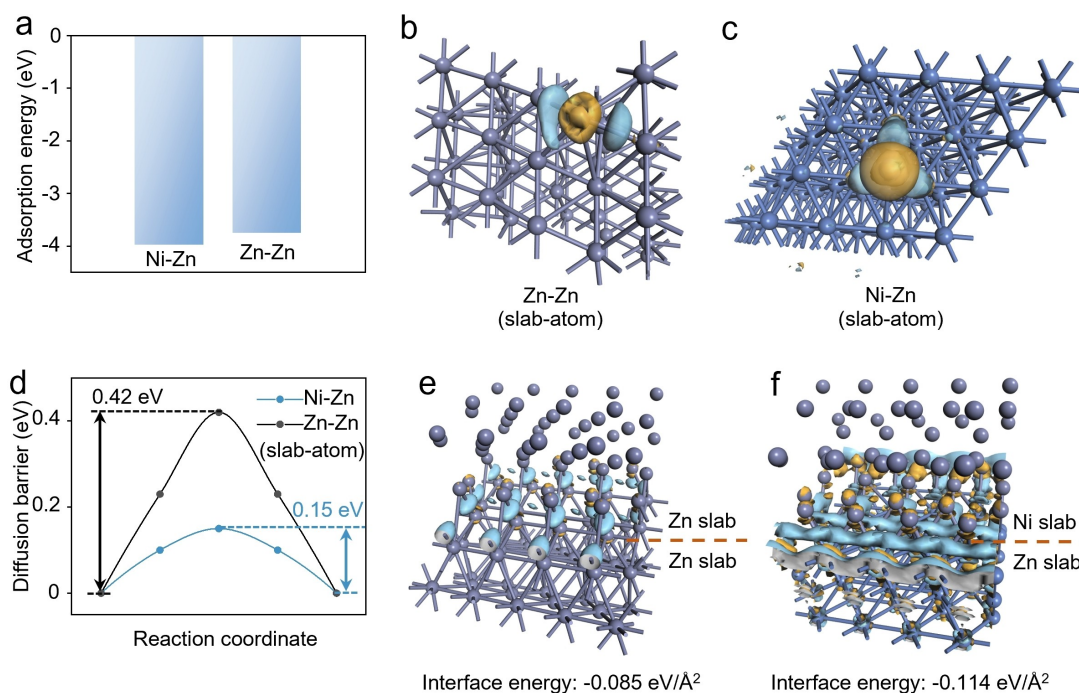 a
Adsorption energy (eV)
0
-1
-2
-3
-4
Ni-Zn
Zn-Zn
b
Zn-Zn
(slab-atom)
c
Ni-Zn
(slab-atom)
d
Diffusion barrier (eV)
0.4
0.2
0
0.42 eV
Ni-Zn
Zn-Zn
(slab-atom)
0.15 eV
Reaction coordinate
e
Zn slab
Zn slab
Interface energy: -0.085 eV/Å²
f
Ni slab
Zn slab
Interface energy: -0.114 eV/Å²